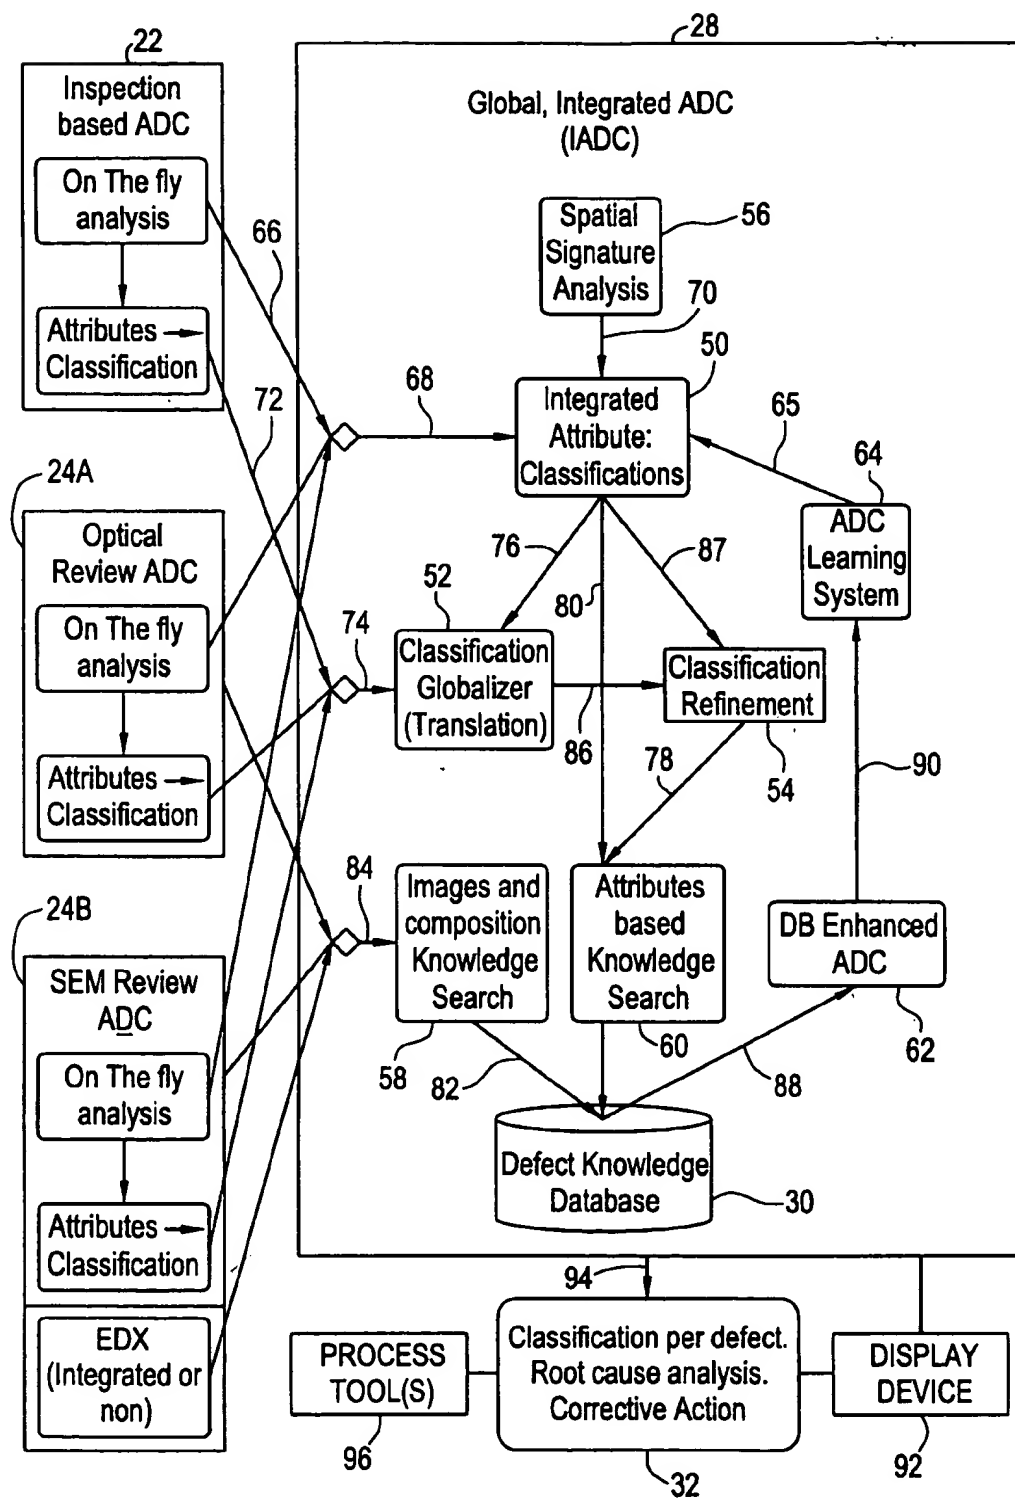 22
Inspection
based ADC
On The fly
analysis
Attributes
Classification
24A
Optical
Review ADC
On The fly
analysis
Attributes
Classification
24B
SEM Review
ADC
On The fly
analysis
Attributes
Classification
EDX
(Integrated or
non)
28
Global, Integrated ADC
(IADC)
Spatial
Signature
Analysis
56
66
70
50
68
Integrated
Attribute:
Classifications
65
64
ADC
Learning
System
72
76
87
52
80
74
Classification
Globalizer
(Translation)
Classification
Refinement
86
78
54
90
84
Images and
composition
Knowledge
Search
Attributes
based
Knowledge
Search
DB Enhanced
ADC
58
82
60
88
62
Defect Knowledge
Database
30
94
PROCESS
TOOL(S)
Classification per defect.
Root cause analysis.
Corrective Action
DISPLAY
DEVICE
96
32
92